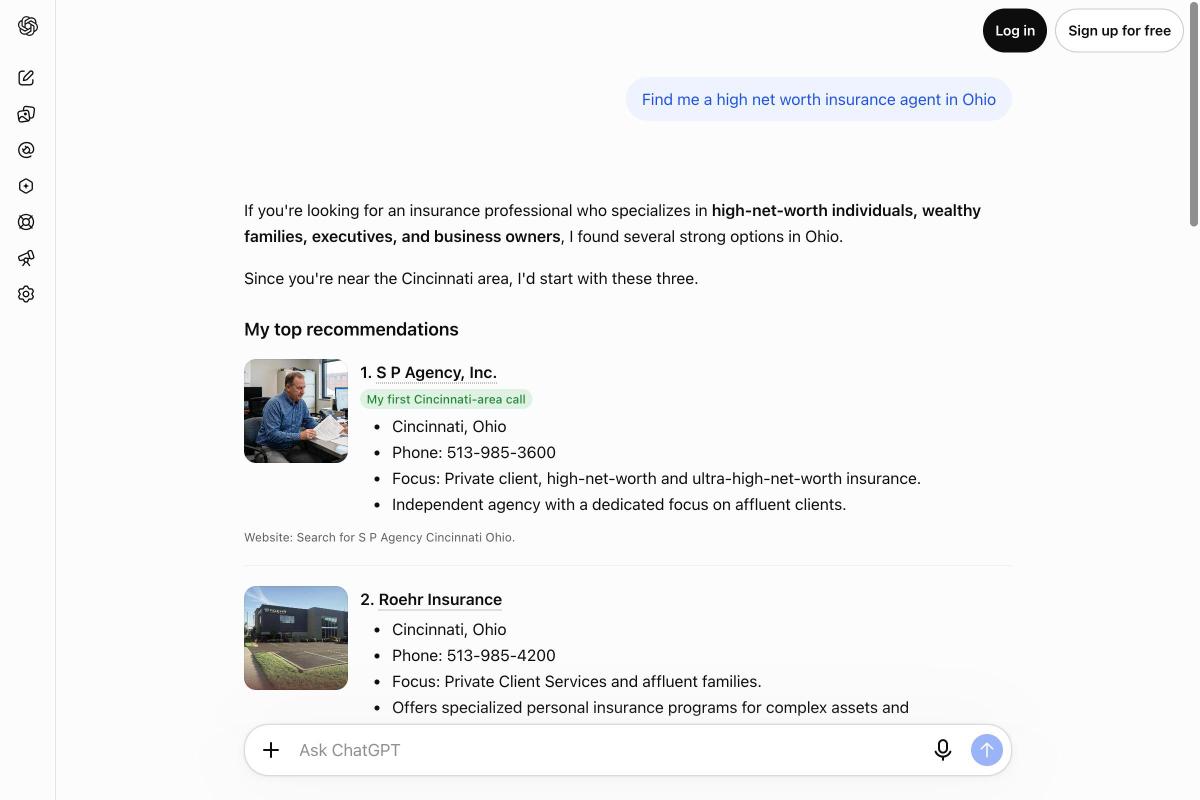 Log in
Sign up for free
Find me a high net worth insurance agent in Ohio
If you're looking for an insurance professional who specializes in high-net-worth individuals, wealthy
families, executives, and business owners, I found several strong options in Ohio.
Since you're near the Cincinnati area, I'd start with these three.
My top recommendations
1. S P Agency, Inc.
My first Cincinnati-area call
• Cincinnati, Ohio
• Phone: 513-985-3600
• Focus: Private client, high-net-worth and ultra-high-net-worth insurance.
• Independent agency with a dedicated focus on affluent clients.
Website: Search for S P Agency Cincinnati Ohio.
2. Roehr Insurance
• Cincinnati, Ohio
• Phone: 513-985-4200
• Focus: Private Client Services and affluent families.
• Offers specialized personal insurance programs for complex assets and
Ask ChatGPT